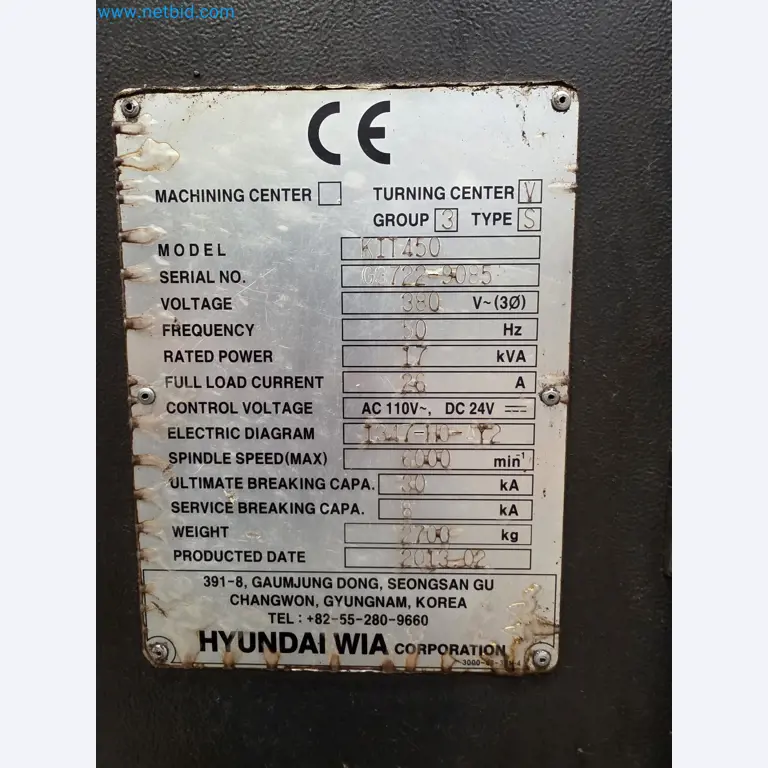 www.netbid.com
CE
MACHINING CENTER TURNING CENTER V
GROUP 3 TYPE S
MODEL KIT450
SERIAL NO.
VOLTAGE 380 V~(3Ø)
FREQUENCY 50 Hz
RATED POWER 17 kVA
FULL LOAD CURRENT 26 A
CONTROL VOLTAGE AC 110V~, DC 24V
ELECTRIC DIAGRAM
SPINDLE SPEED(MAX) min⁻¹
ULTIMATE BREAKING CAPA. kA
SERVICE BREAKING CAPA. kA
WEIGHT 2700 kg
PRODUCTED DATE 2013-02
391-8, GAUMJUNG DONG, SEONGSAN GU
CHANGWON, GYUNGNAM, KOREA
TEL : +82-55-280-9660
HYUNDAI WIA CORPORATION